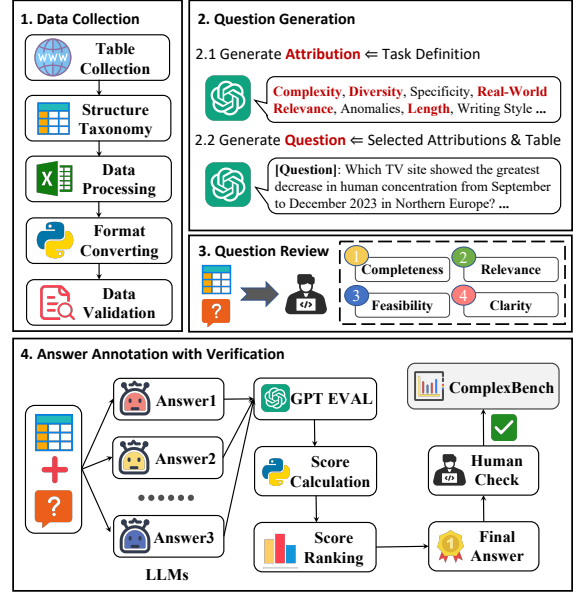 1. Data Collection
WWW
Table
Collection
Structure
Taxonomy
Data
Processing
Format
Converting
Data
Validation
2. Question Generation
2.1 Generate Attribution ⇐ Task Definition
Complexity, Diversity, Specificity, Real-World
Relevance, Anomalies, Length, Writing Style ...
2.2 Generate Question ⇐ Selected Attributions & Table
[Question]: Which TV site showed the greatest
decrease in human concentration from September
to December 2023 in Northern Europe? ...
3. Question Review
?
</>
1 Completeness
2 Relevance
3 Feasibility
4 Clarity
4. Answer Annotation with Verification
+
?
Answer1
Answer2
......
Answer3
LLMs
GPT EVAL
Score
Calculation
Score
Ranking
1
Final
Answer
</>
Human
Check
ComplexBench